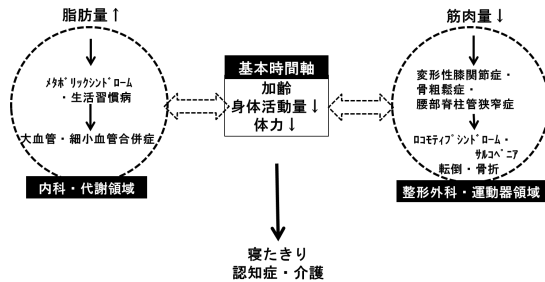 脂肪量↑
メタボリックシンドローム
・生活習慣病
大血管・細小血管合併症
内科・代謝領域
基本時間軸
加齢
身体活動量↓
体力↓
寝たきり
認知症・介護
筋肉量↓
変形性膝関節症・
骨粗鬆症・
腰部脊柱管狭窄症
ロコモティブシンドローム・
サルコペニア
転倒・骨折
整形外科・運動器領域